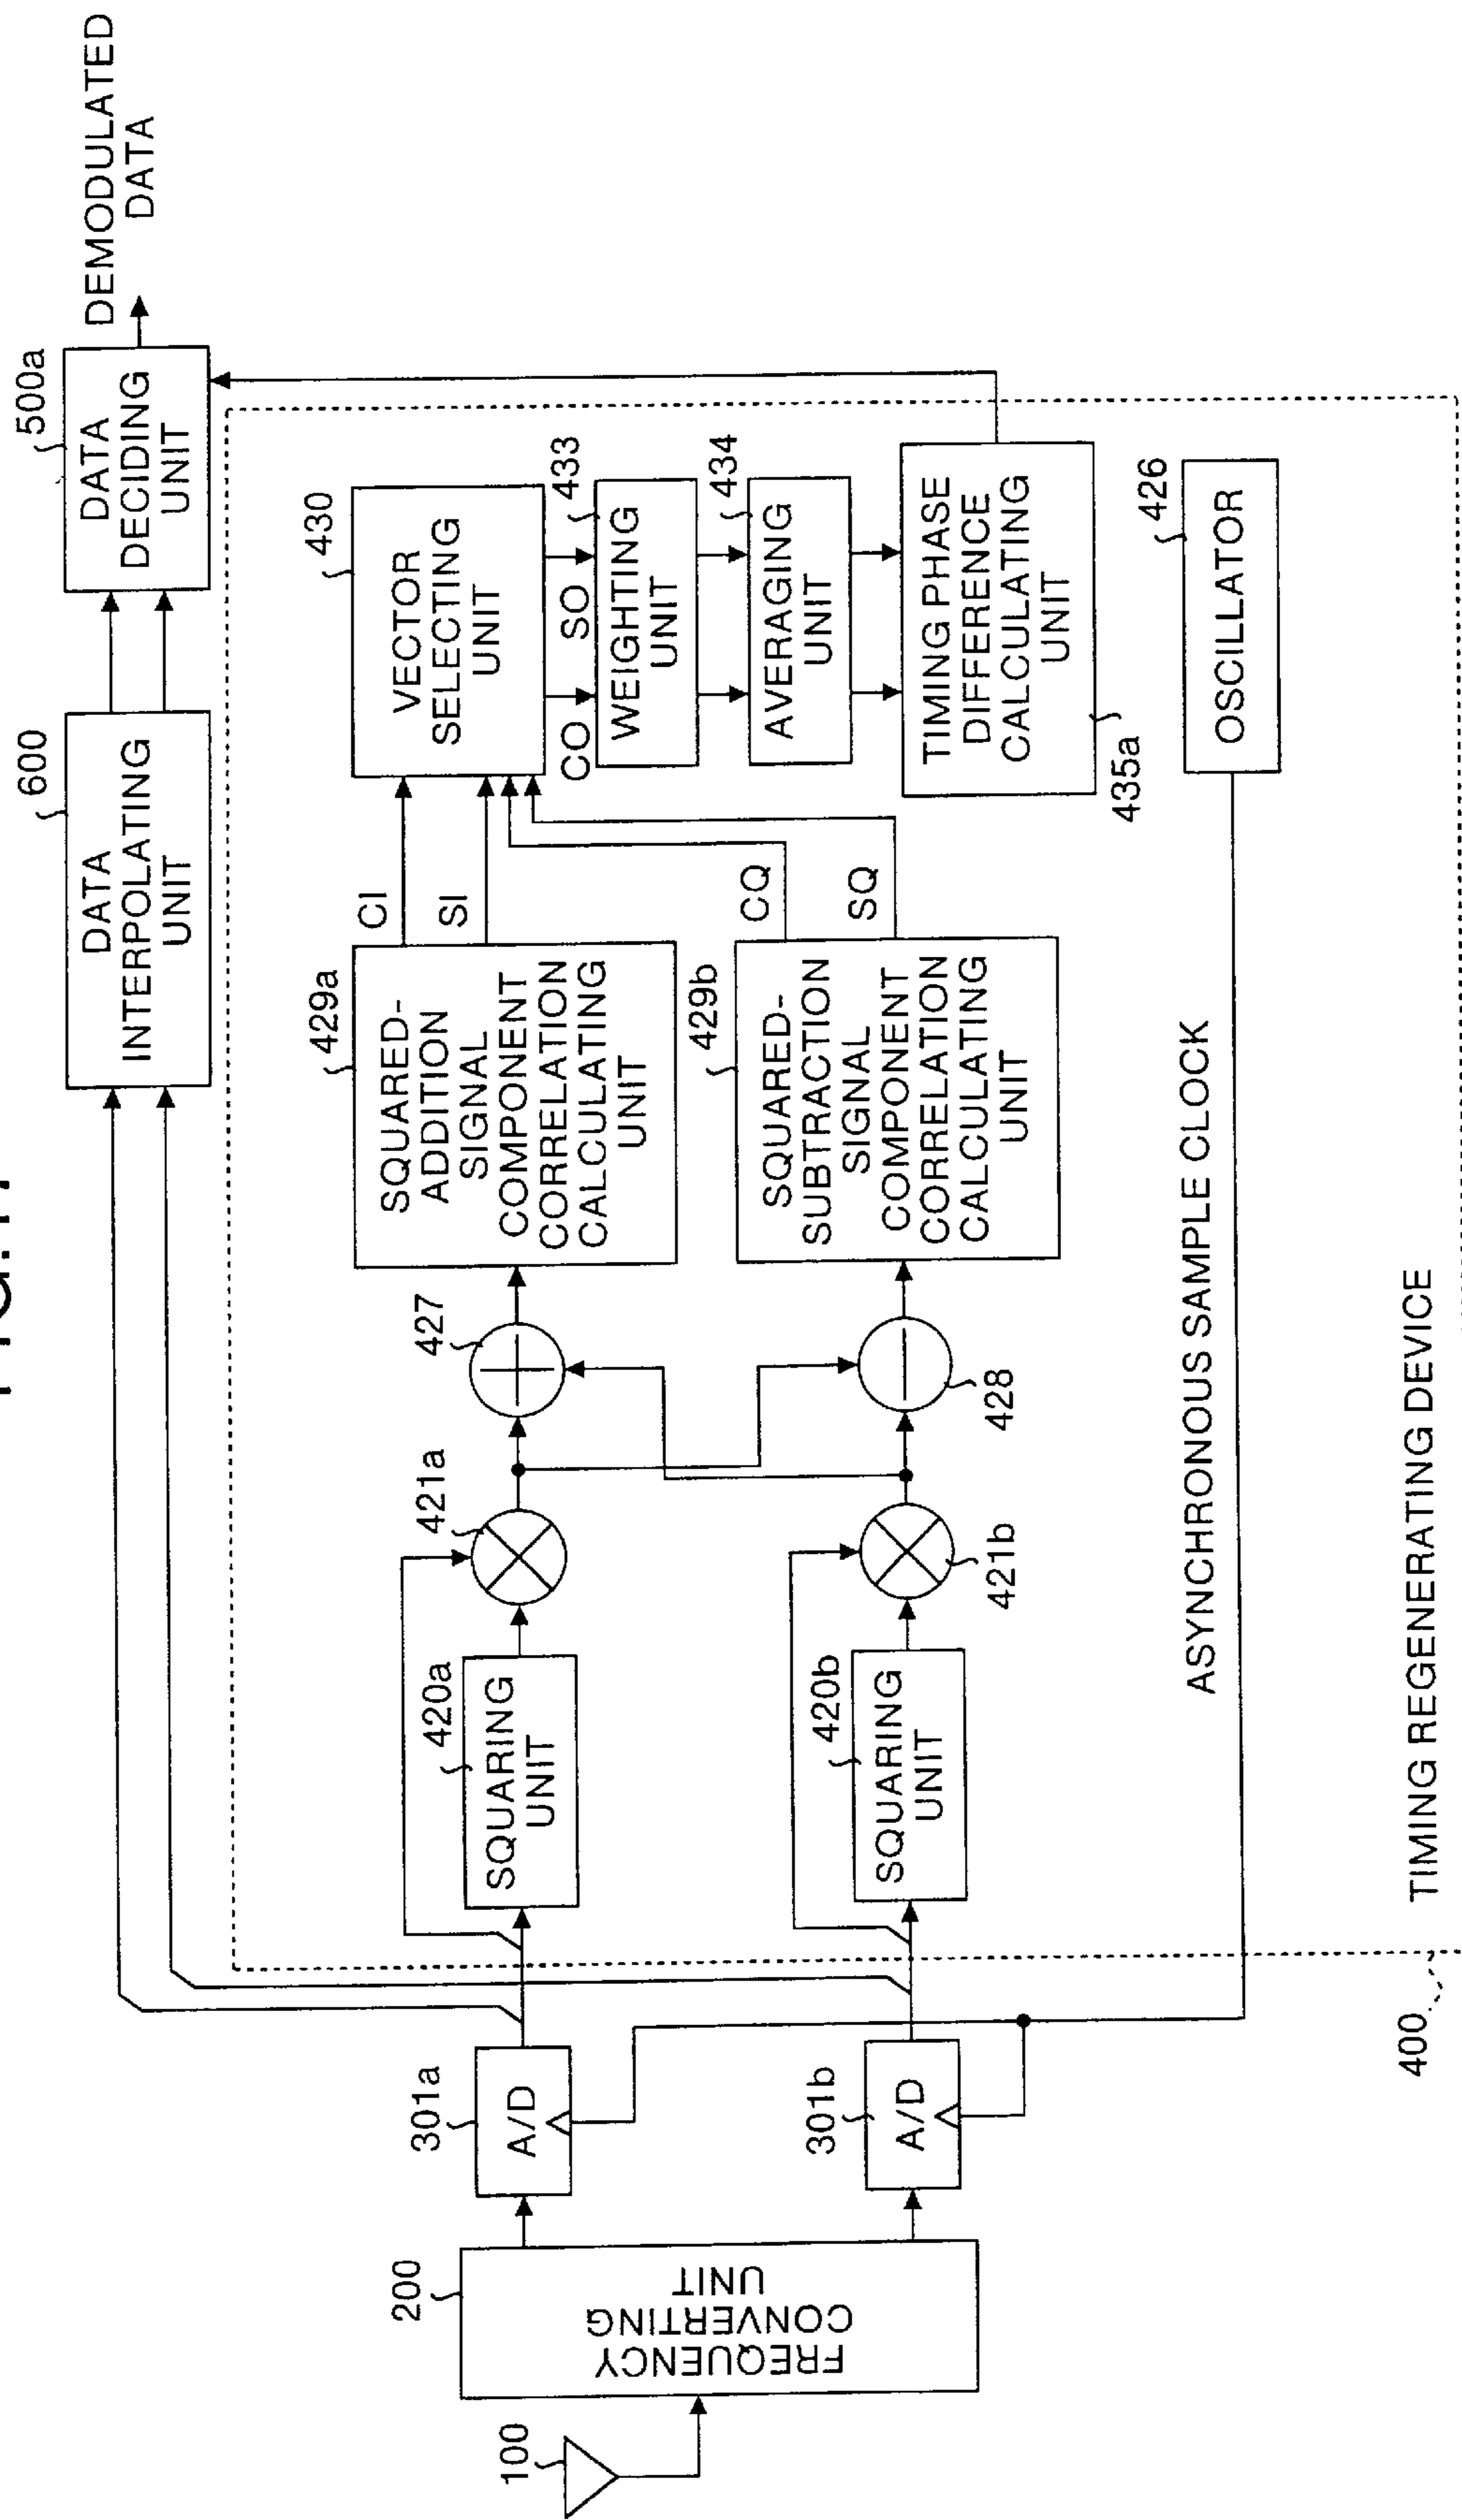 100
200
FREQUENCY
CONVERTING
UNIT
301a
A/D
301b
A/D
420a
SQUARING
UNIT
421a
420b
SQUARING
UNIT
421b
427
428
429a
SQUARED-
ADDITION
SIGNAL
COMPONENT
CORRELATION
CALCULATING
UNIT
429b
SQUARED-
SUBTRACTION
SIGNAL
COMPONENT
CORRELATION
CALCULATING
UNIT
CI
SI
CQ
SQ
600
DATA
INTERPOLATING
UNIT
500a
DATA
DECIDING
UNIT
DEMODULATED
DATA
430
VECTOR
SELECTING
UNIT
CO
SO
433
WEIGHTING
UNIT
434
AVERAGING
UNIT
TIMING PHASE
DIFFERENCE
CALCULATING
UNIT
435a
426
OSCILLATOR
ASYNCHRONOUS SAMPLE CLOCK
400
TIMING REGENERATING DEVICE